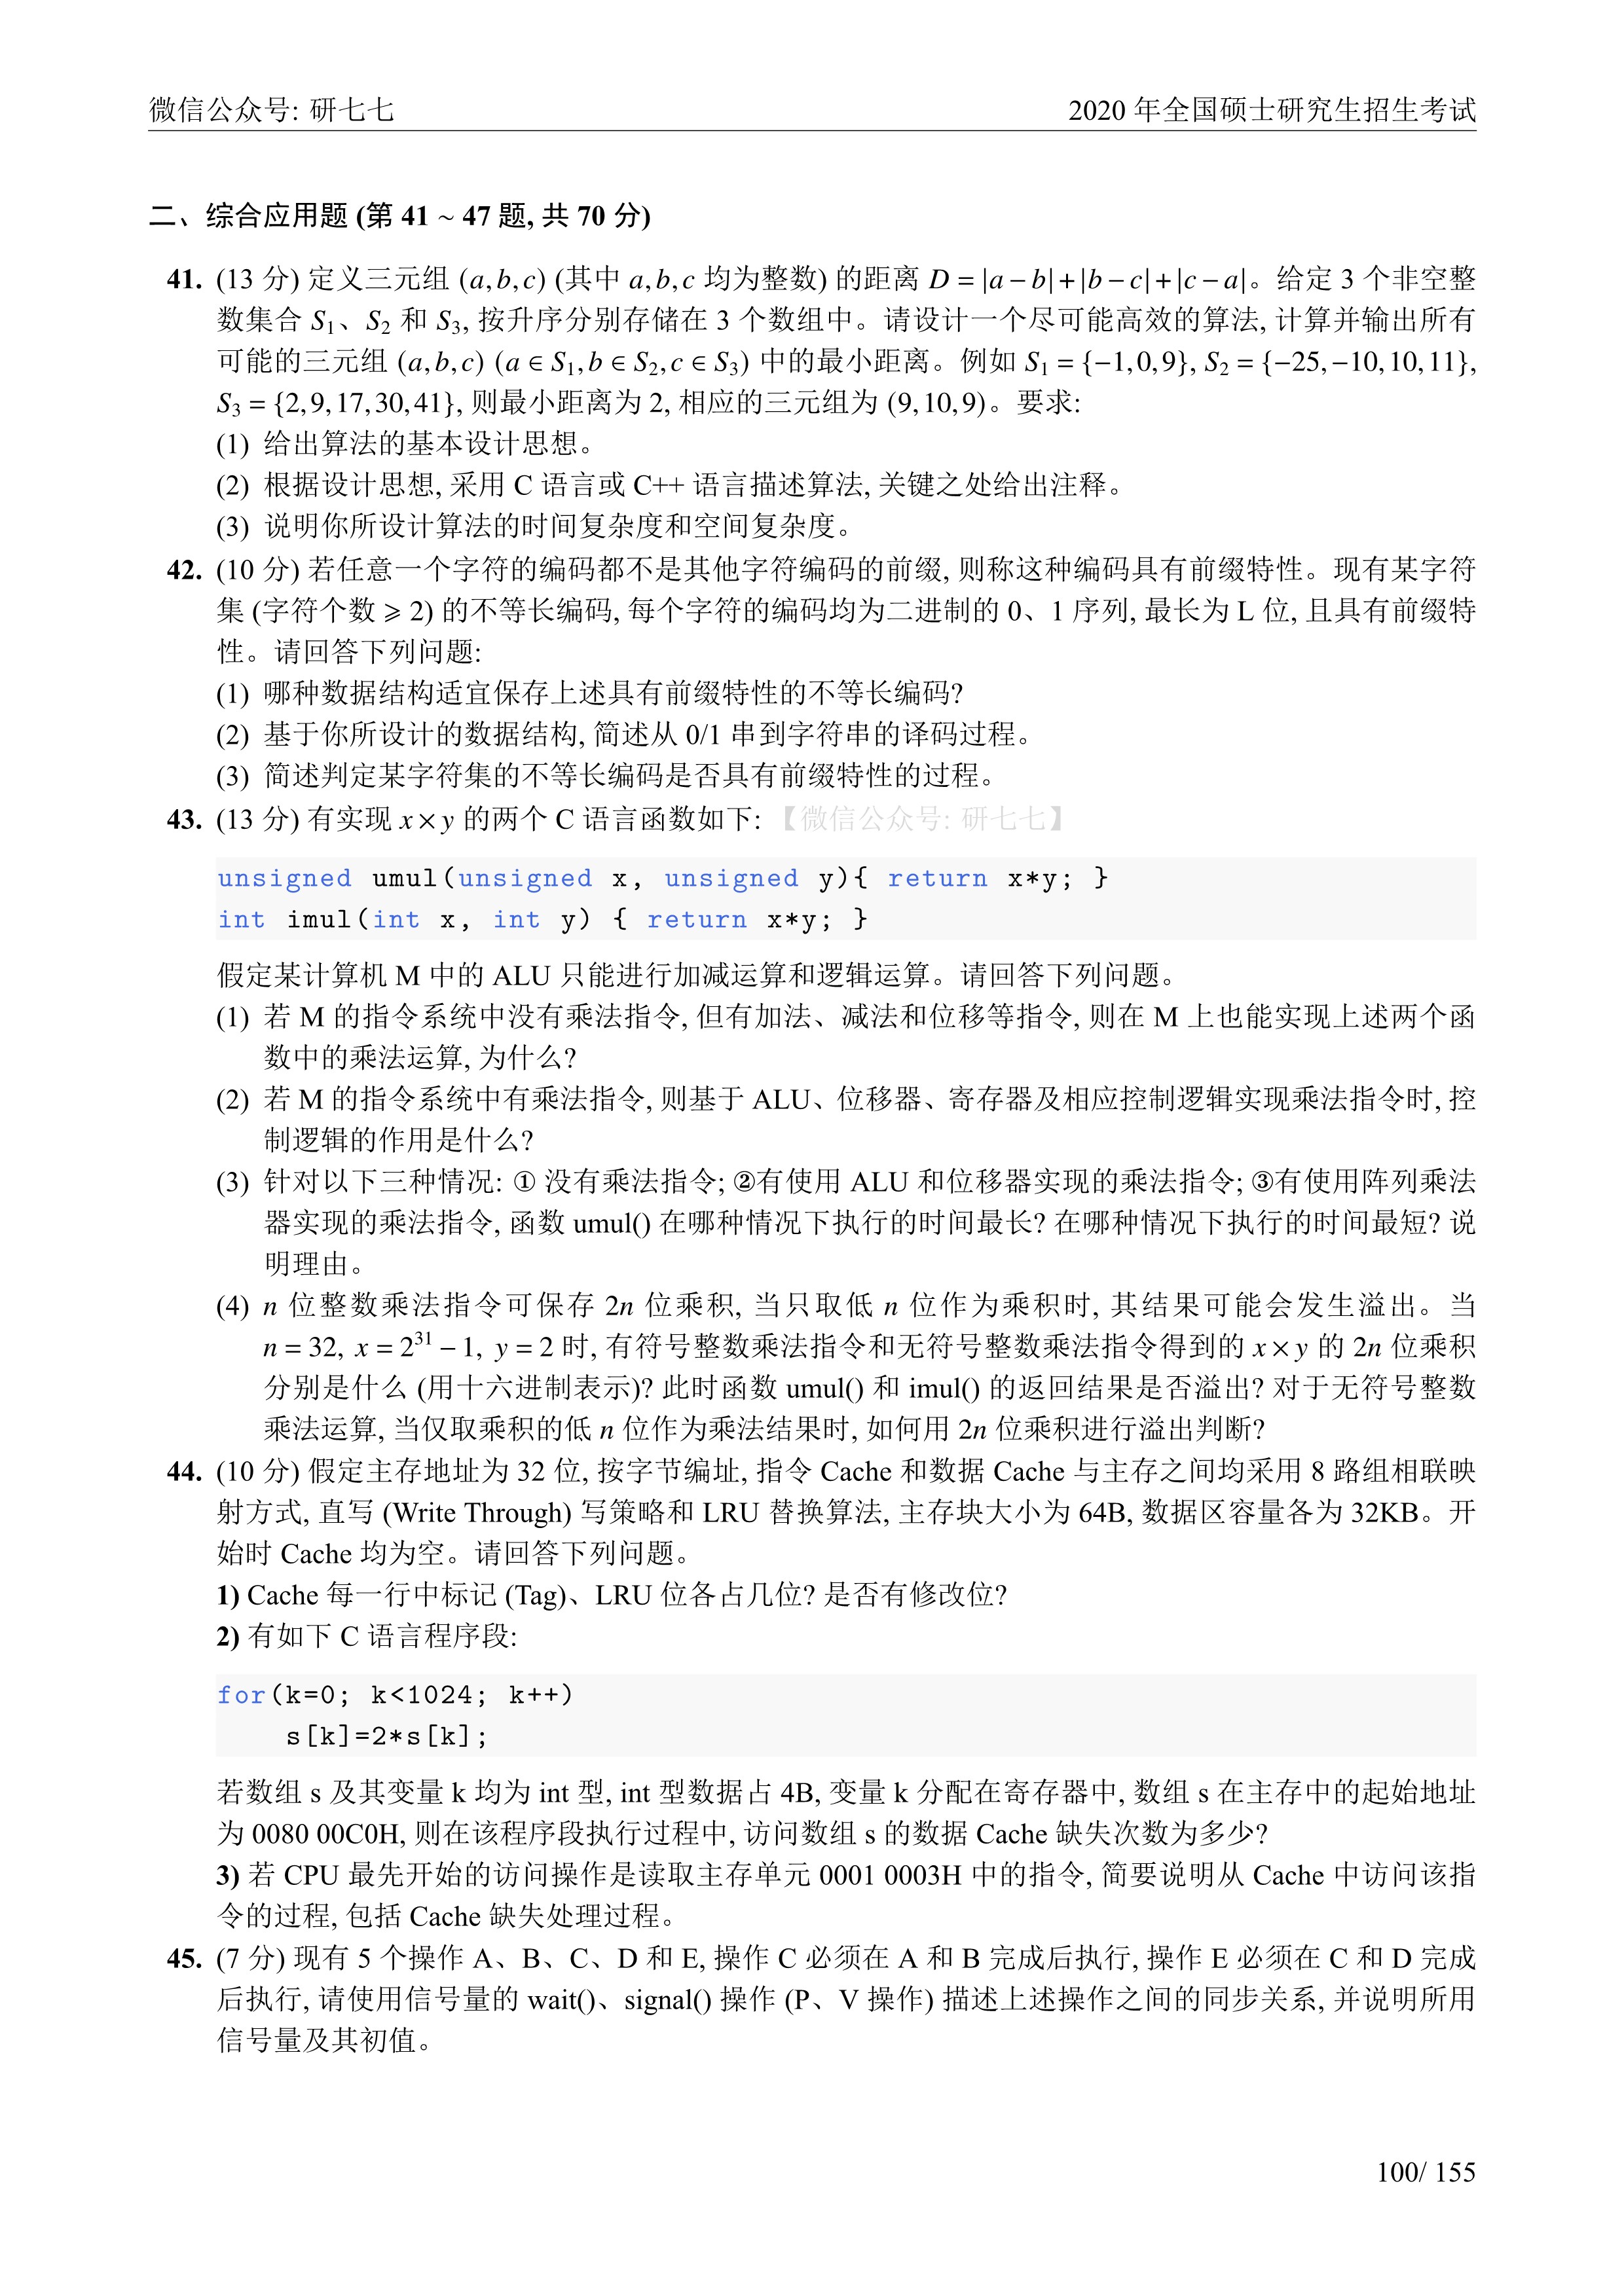 微信公众号: 研七七
2020 年全国硕士研究生招生考试
二、综合应用题 (第 41 ~ 47 题, 共 70 分)
41. (13 分) 定义三元组 (a,b,c) (其中 a,b,c 均为整数) 的距离 D = |a−b|+|b−c|+|c−a|。给定 3 个非空整
数集合 S₁、S₂ 和 S₃, 按升序分别存储在 3 个数组中。请设计一个尽可能高效的算法, 计算并输出所有
可能的三元组 (a,b,c) (a ∈ S₁,b ∈ S₂,c ∈ S₃) 中的最小距离。例如 S₁ = {−1,0,9}, S₂ = {−25,−10,10,11},
S₃ = {2,9,17,30,41}, 则最小距离为 2, 相应的三元组为 (9,10,9)。要求:
(1) 给出算法的基本设计思想。
(2) 根据设计思想, 采用 C 语言或 C++ 语言描述算法, 关键之处给出注释。
(3) 说明你所设计算法的时间复杂度和空间复杂度。
42. (10 分) 若任意一个字符的编码都不是其他字符编码的前缀, 则称这种编码具有前缀特性。现有某字符
集 (字符个数 ⩾ 2) 的不等长编码, 每个字符的编码均为二进制的 0、1 序列, 最长为 L 位, 且具有前缀特
性。请回答下列问题:
(1) 哪种数据结构适宜保存上述具有前缀特性的不等长编码?
(2) 基于你所设计的数据结构, 简述从 0/1 串到字符串的译码过程。
(3) 简述判定某字符集的不等长编码是否具有前缀特性的过程。
43. (13 分) 有实现 x × y 的两个 C 语言函数如下: 【微信公众号: 研七七】
unsigned umul(unsigned x, unsigned y){ return x*y; }
int imul(int x, int y) { return x*y; }
假定某计算机 M 中的 ALU 只能进行加减运算和逻辑运算。请回答下列问题。
(1) 若 M 的指令系统中没有乘法指令, 但有加法、减法和位移等指令, 则在 M 上也能实现上述两个函
数中的乘法运算, 为什么?
(2) 若 M 的指令系统中有乘法指令, 则基于 ALU、位移器、寄存器及相应控制逻辑实现乘法指令时, 控
制逻辑的作用是什么?
(3) 针对以下三种情况: ① 没有乘法指令; ②有使用 ALU 和位移器实现的乘法指令; ③有使用阵列乘法
器实现的乘法指令, 函数 umul() 在哪种情况下执行的时间最长? 在哪种情况下执行的时间最短? 说
明理由。
(4) n 位整数乘法指令可保存 2n 位乘积, 当只取低 n 位作为乘积时, 其结果可能会发生溢出。当
n = 32, x = 2³¹ − 1, y = 2 时, 有符号整数乘法指令和无符号整数乘法指令得到的 x × y 的 2n 位乘积
分别是什么 (用十六进制表示)? 此时函数 umul() 和 imul() 的返回结果是否溢出? 对于无符号整数
乘法运算, 当仅取乘积的低 n 位作为乘法结果时, 如何用 2n 位乘积进行溢出判断?
44. (10 分) 假定主存地址为 32 位, 按字节编址, 指令 Cache 和数据 Cache 与主存之间均采用 8 路组相联映
射方式, 直写 (Write Through) 写策略和 LRU 替换算法, 主存块大小为 64B, 数据区容量各为 32KB。开
始时 Cache 均为空。请回答下列问题。
1) Cache 每一行中标记 (Tag)、LRU 位各占几位? 是否有修改位?
2) 有如下 C 语言程序段:
for(k=0; k<1024; k++)
    s[k]=2*s[k];
若数组 s 及其变量 k 均为 int 型, int 型数据占 4B, 变量 k 分配在寄存器中, 数组 s 在主存中的起始地址
为 0080 00C0H, 则在该程序段执行过程中, 访问数组 s 的数据 Cache 缺失次数为多少?
3) 若 CPU 最先开始的访问操作是读取主存单元 0001 0003H 中的指令, 简要说明从 Cache 中访问该指
令的过程, 包括 Cache 缺失处理过程。
45. (7 分) 现有 5 个操作 A、B、C、D 和 E, 操作 C 必须在 A 和 B 完成后执行, 操作 E 必须在 C 和 D 完成
后执行, 请使用信号量的 wait()、signal() 操作 (P、V 操作) 描述上述操作之间的同步关系, 并说明所用
信号量及其初值。
100/ 155